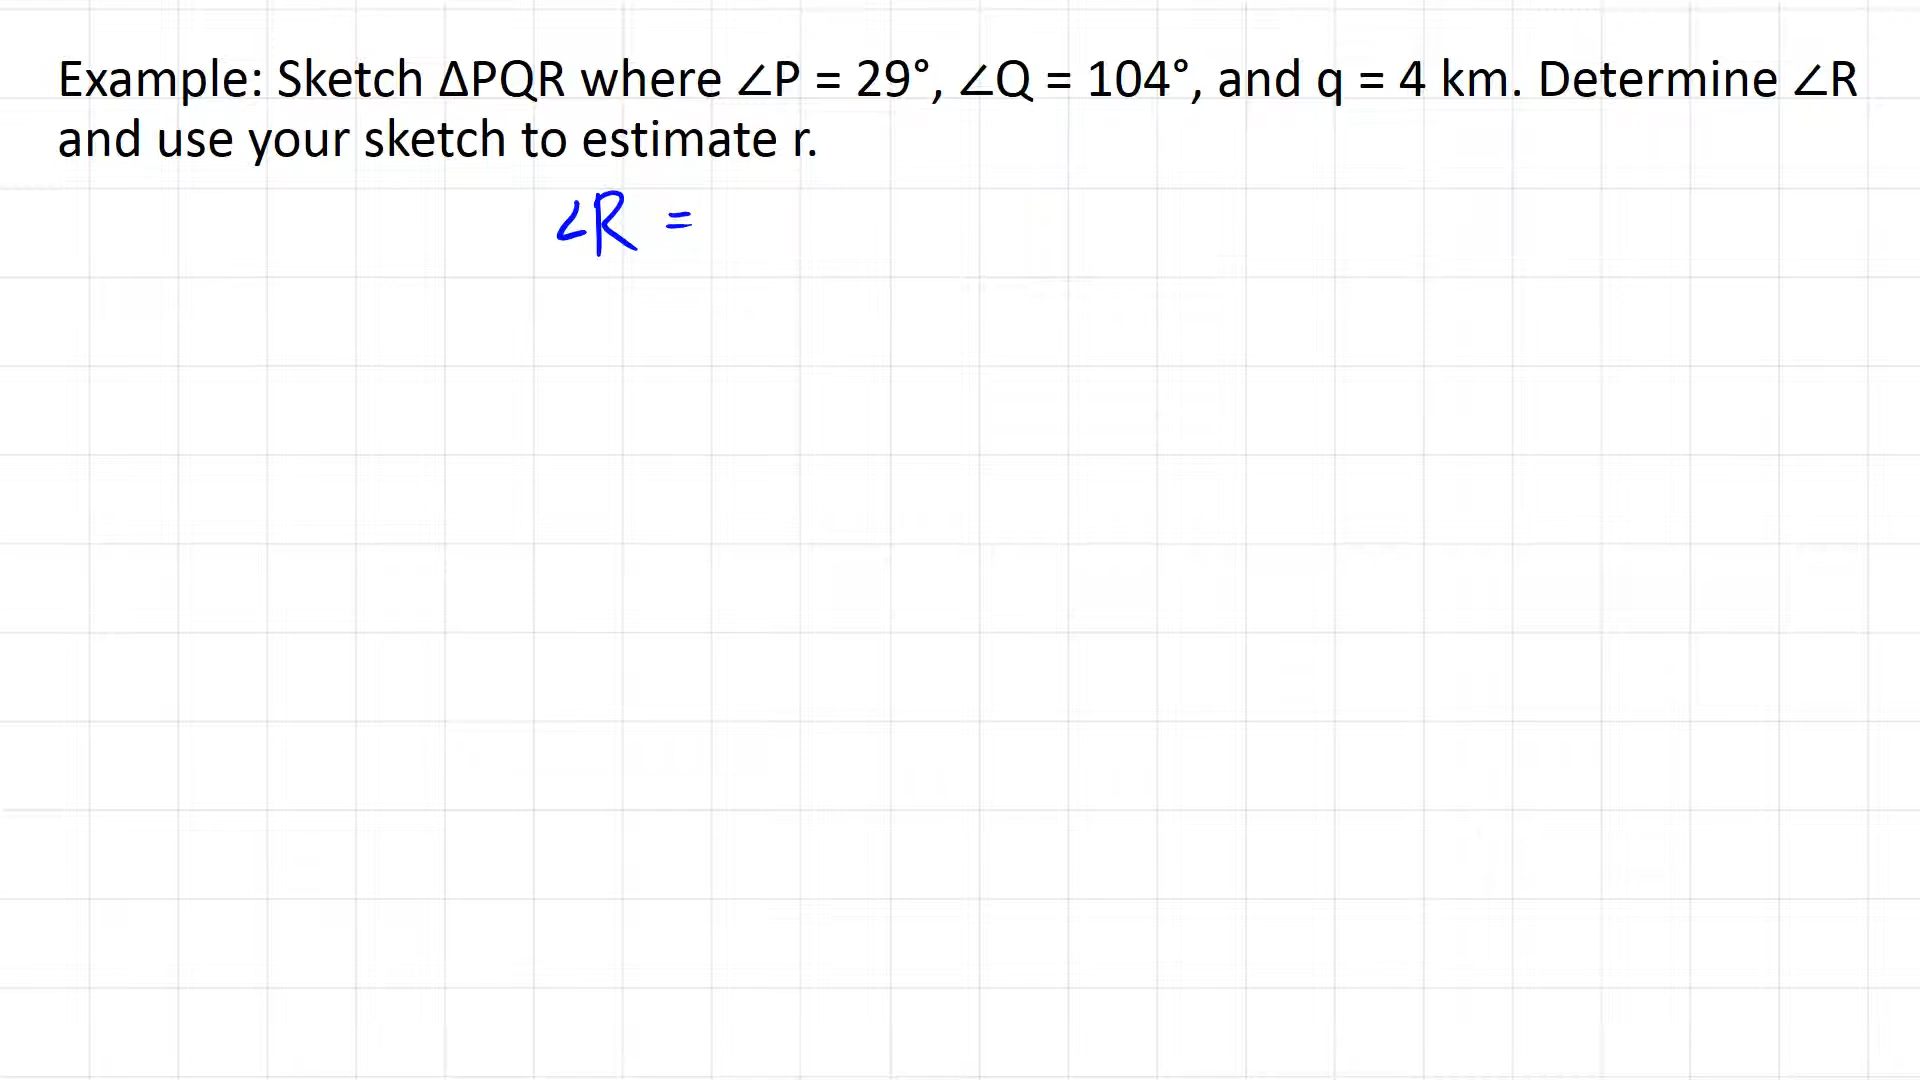 Example: Sketch ΔPQR where ∠P = 29°, ∠Q = 104°, and q = 4 km. Determine ∠R
and use your sketch to estimate r.
∠R =